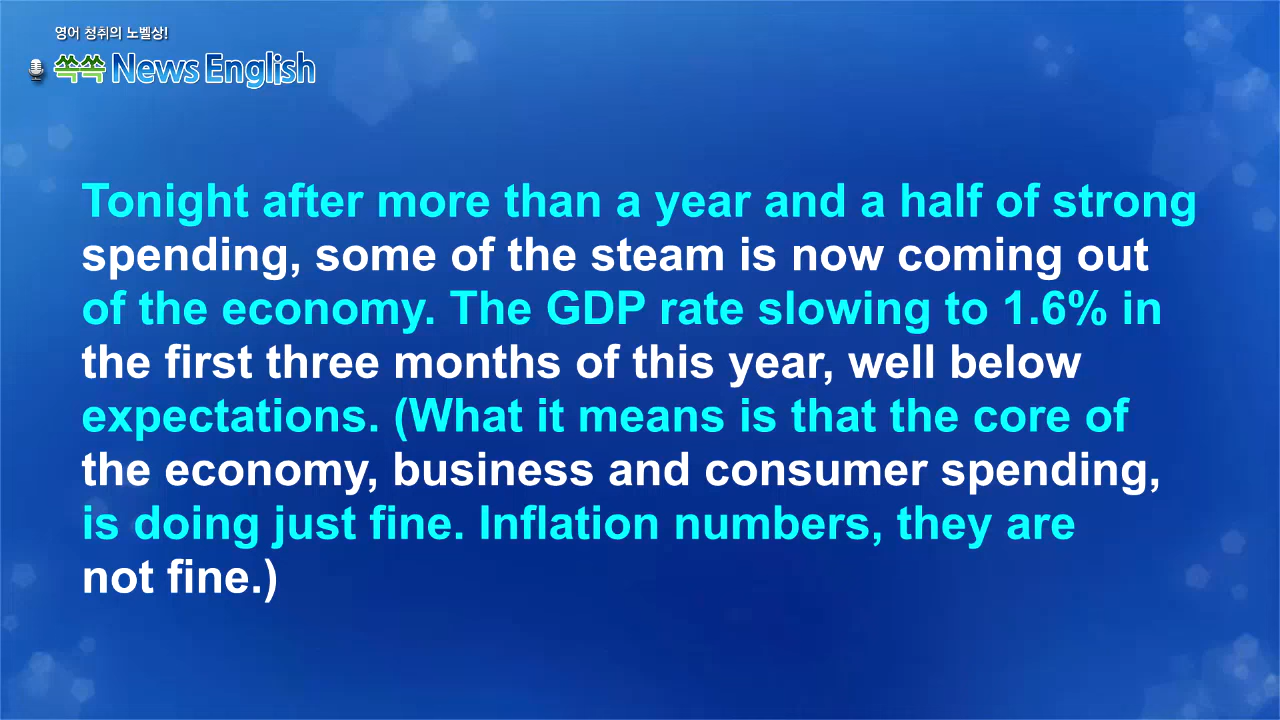 영어 청취의 노벨상!
쏙쏙 News English
Tonight after more than a year and a half of strong
spending, some of the steam is now coming out
of the economy. The GDP rate slowing to 1.6% in
the first three months of this year, well below
expectations. (What it means is that the core of
the economy, business and consumer spending,
is doing just fine. Inflation numbers, they are
not fine.)